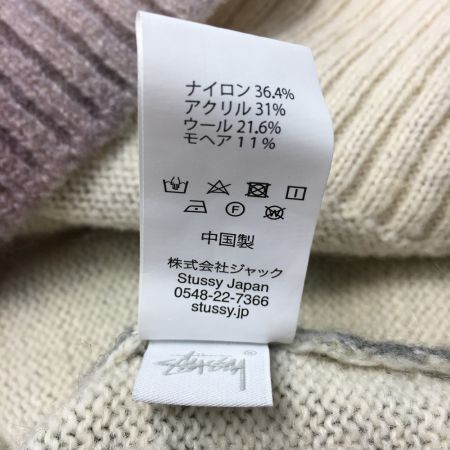 ナイロン 36.4%
アクリル 31%
ウール 21.6%
モヘア 11%
中国製
株式会社ジャック
Stussy Japan
0548-22-7366
stussy.jp